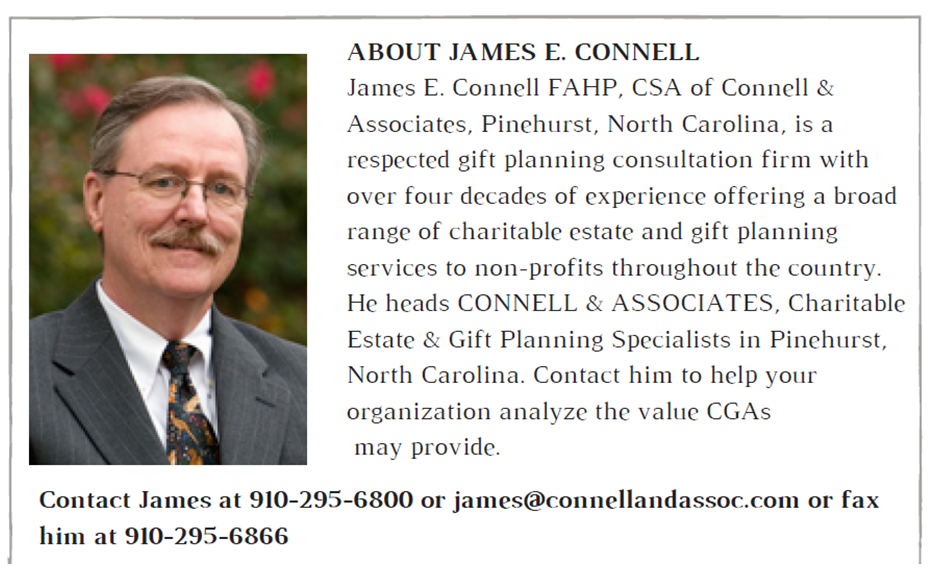 ABOUT JAMES E. CONNELL
James E. Connell FAHP, CSA of Connell &
Associates, Pinehurst, North Carolina, is a
respected gift planning consultation firm with
over four decades of experience offering a broad
range of charitable estate and gift planning
services to non-profits throughout the country.
He heads CONNELL & ASSOCIATES, Charitable
Estate & Gift Planning Specialists in Pinehurst,
North Carolina. Contact him to help your
organization analyze the value CGAs
may provide.
Contact James at 910-295-6800 or james@connellandassoc.com or fax
him at 910-295-6866